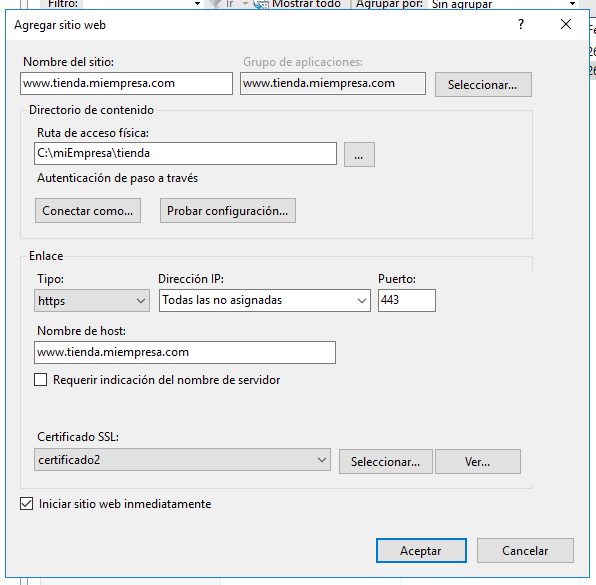 Filtro:
Ir
Mostrar todo
Agrupar por:
Sin agrupar
Agregar sitio web
?
Nombre del sitio:
Grupo de aplicaciones:
www.tienda.miempresa.com
www.tienda.miempresa.com
Seleccionar...
Directorio de contenido
Ruta de acceso física:
C:\miEmpresa\tienda
...
Autenticación de paso a través
Conectar como...
Probar configuración...
Enlace
Tipo:
Dirección IP:
Puerto:
https
Todas las no asignadas
443
Nombre de host:
www.tienda.miempresa.com
Requerir indicación del nombre de servidor
Certificado SSL:
certificado2
Seleccionar...
Ver...
Iniciar sitio web inmediatamente
Aceptar
Cancelar